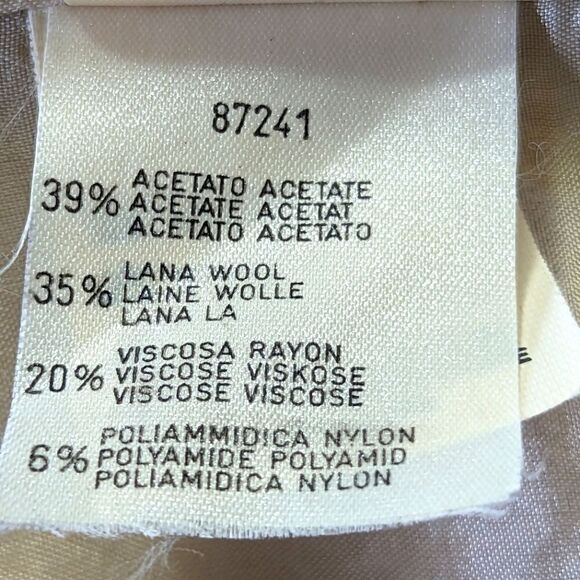 87241
39% ACETATO ACETATE
ACETATE ACETAT
ACETATO ACETATO
35% LANA WOOL
LAINE WOLLE
LANA LA
20% VISCOSA RAYON
VISCOSE VISKOSE
VISCOSE VISCOSE
6% POLIAMMIDICA NYLON
POLYAMIDE POLYAMID
POLIAMIDICA NYLON
E